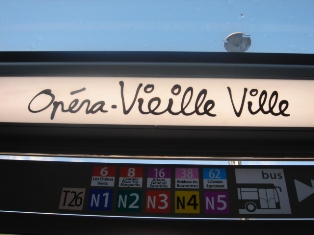 Opéra-Vieille Ville
6 8 16 38 62
bus
T26 N1 N2 N3 N4 N5